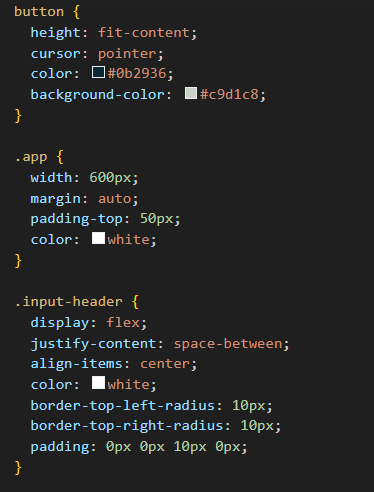 button {
  height: fit-content;
  cursor: pointer;
  color: #0b2936;
  background-color: #c9d1c8;
}

.app {
  width: 600px;
  margin: auto;
  padding-top: 50px;
  color: white;
}

.input-header {
  display: flex;
  justify-content: space-between;
  align-items: center;
  color: white;
  border-top-left-radius: 10px;
  border-top-right-radius: 10px;
  padding: 0px 0px 10px 0px;
}